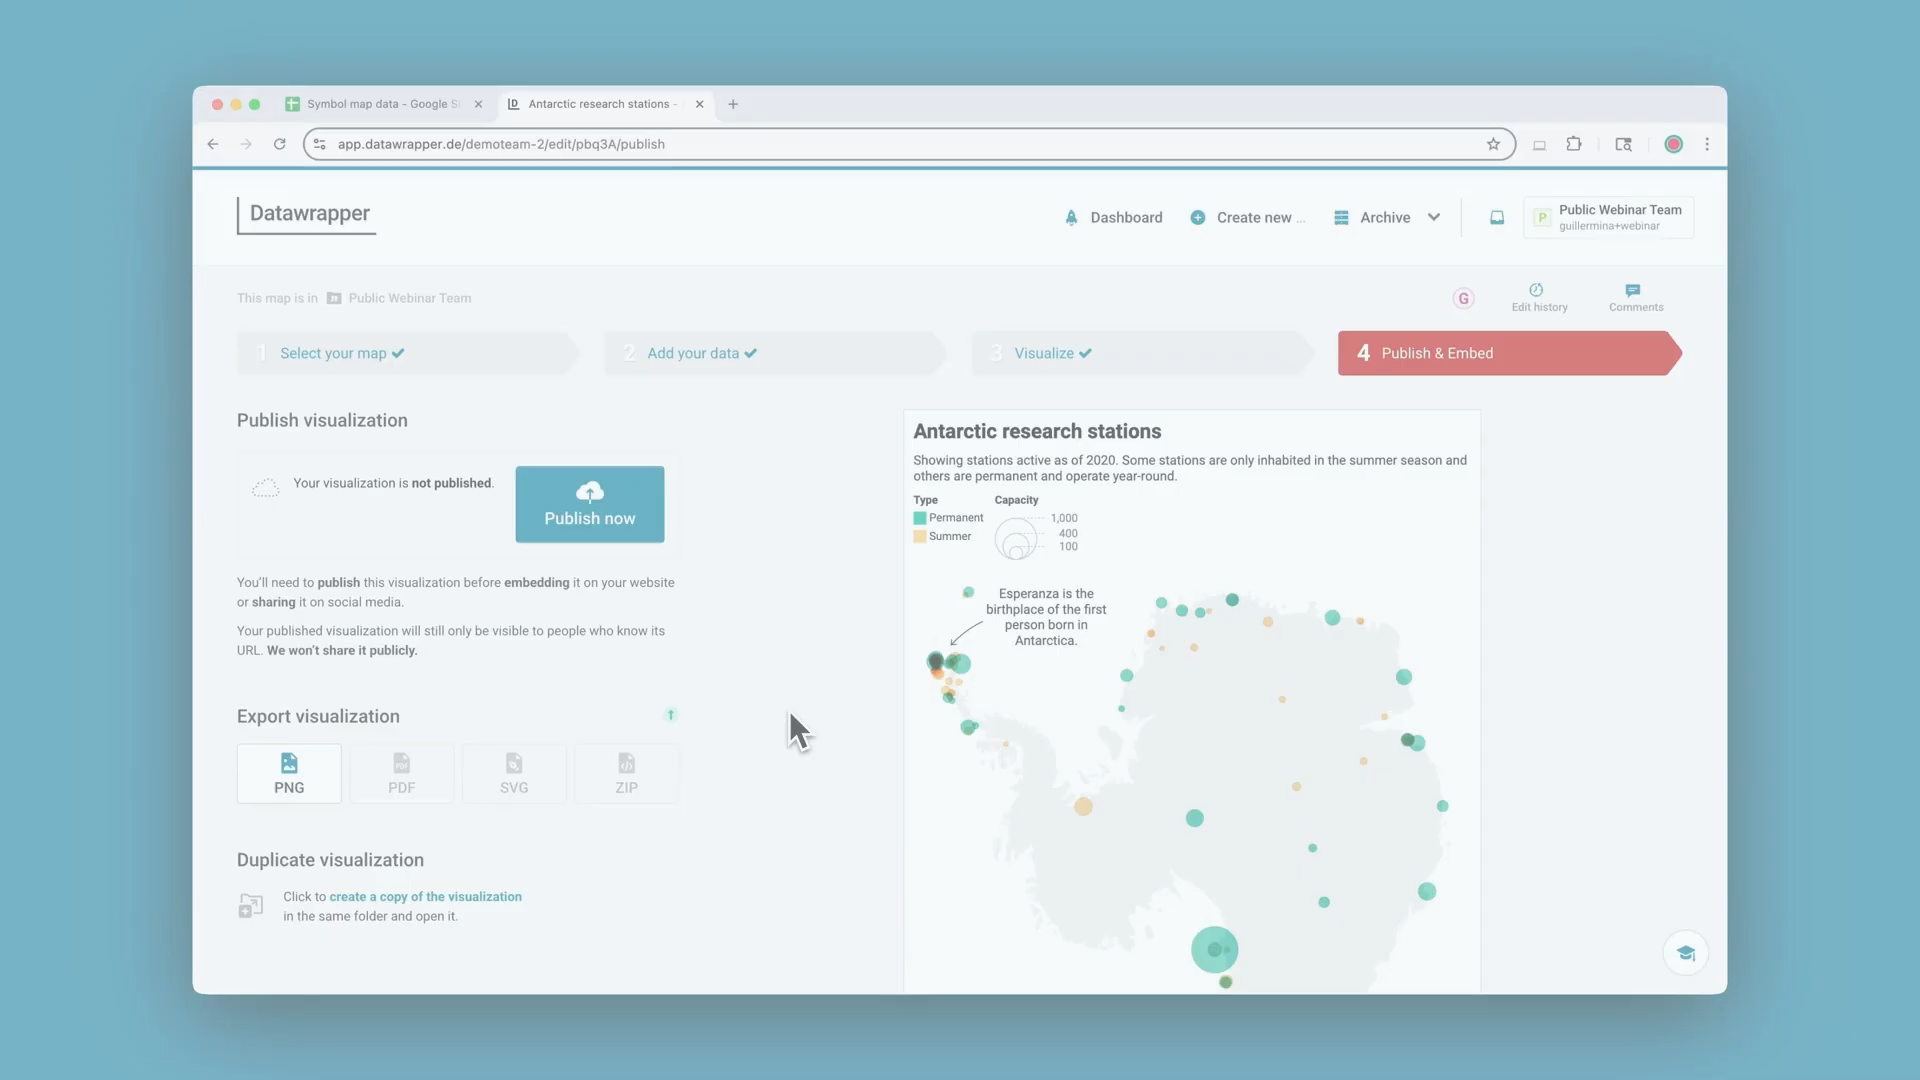 Symbol map data - Google S
Antarctic research stations -
app.datawrapper.de/demoteam-2/edit/pbq3A/publish
Datawrapper
Dashboard
Create new ...
Archive
P
Public Webinar Team
guillermina+webinar
This map is in Public Webinar Team
G
Edit history
Comments
1 Select your map
2 Add your data
3 Visualize
4 Publish & Embed
Publish visualization
Your visualization is not published.
Publish now
You'll need to publish this visualization before embedding it on your website
or sharing it on social media.
Your published visualization will still only be visible to people who know its
URL. We won't share it publicly.
Export visualization
PNG
PDF
SVG
ZIP
Duplicate visualization
Click to create a copy of the visualization
in the same folder and open it.
Antarctic research stations
Showing stations active as of 2020. Some stations are only inhabited in the summer season and
others are permanent and operate year-round.
Type
Permanent
Summer
Capacity
1,000
400
100
Esperanza is the
birthplace of the first
person born in
Antarctica.